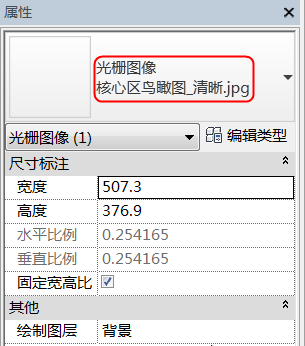 属性
光栅图像
核心区鸟瞰图_清晰.jpg
光栅图像 (1)
编辑类型
尺寸标注
宽度 507.3
高度 376.9
水平比例 0.254165
垂直比例 0.254165
固定宽高比
其他
绘制图层 背景